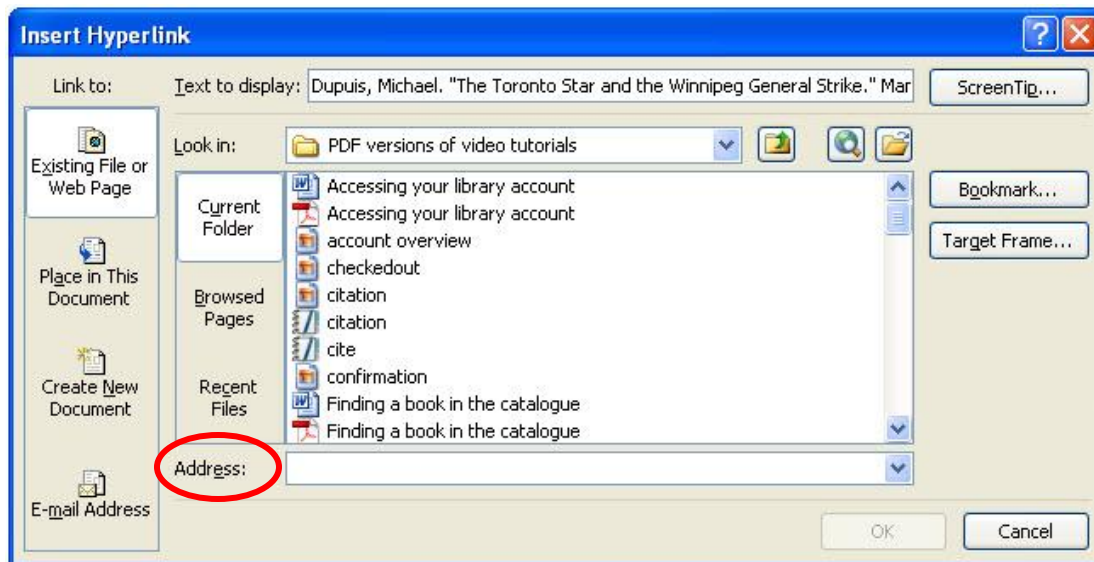 Insert Hyperlink
Link to:
Text to display: Dupuis, Michael. "The Toronto Star and the Winnipeg General Strike." Mar
ScreenTip...
Existing File or
Web Page
Look in: PDF versions of video tutorials
Current
Folder
Accessing your library account
Accessing your library account
account overview
checkedout
citation
citation
cite
confirmation
Finding a book in the catalogue
Finding a book in the catalogue
Bookmark...
Target Frame...
Place in This
Document
Browsed
Pages
Create New
Document
Recent
Files
Address:
E-mail Address
OK
Cancel